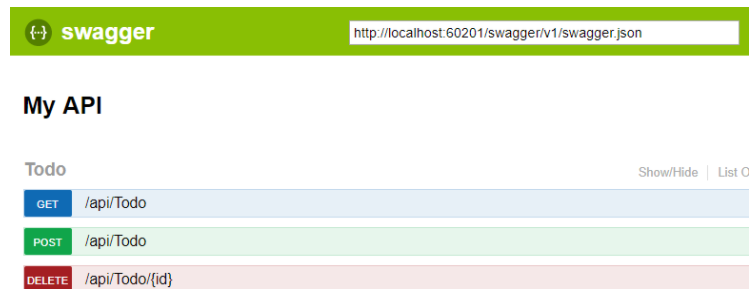 {··} swagger http://localhost:60201/swagger/v1/swagger.json
My API
Todo Show/Hide List O
GET /api/Todo
POST /api/Todo
DELETE /api/Todo/{id}